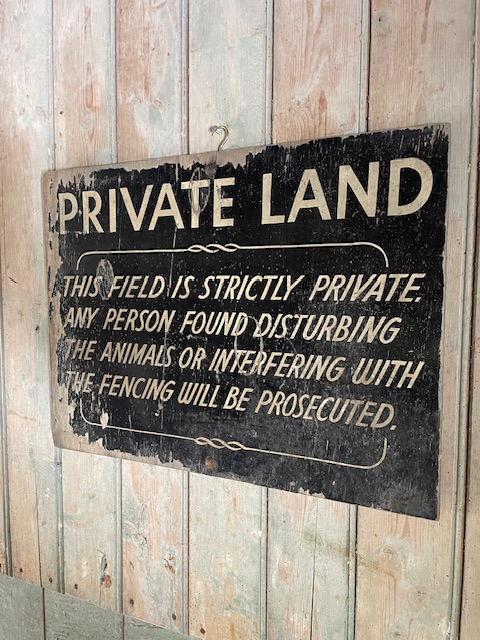 PRIVATE LAND
THIS FIELD IS STRICTLY PRIVATE.
ANY PERSON FOUND DISTURBING
THE ANIMALS OR INTERFERING WITH
THE FENCING WILL BE PROSECUTED.